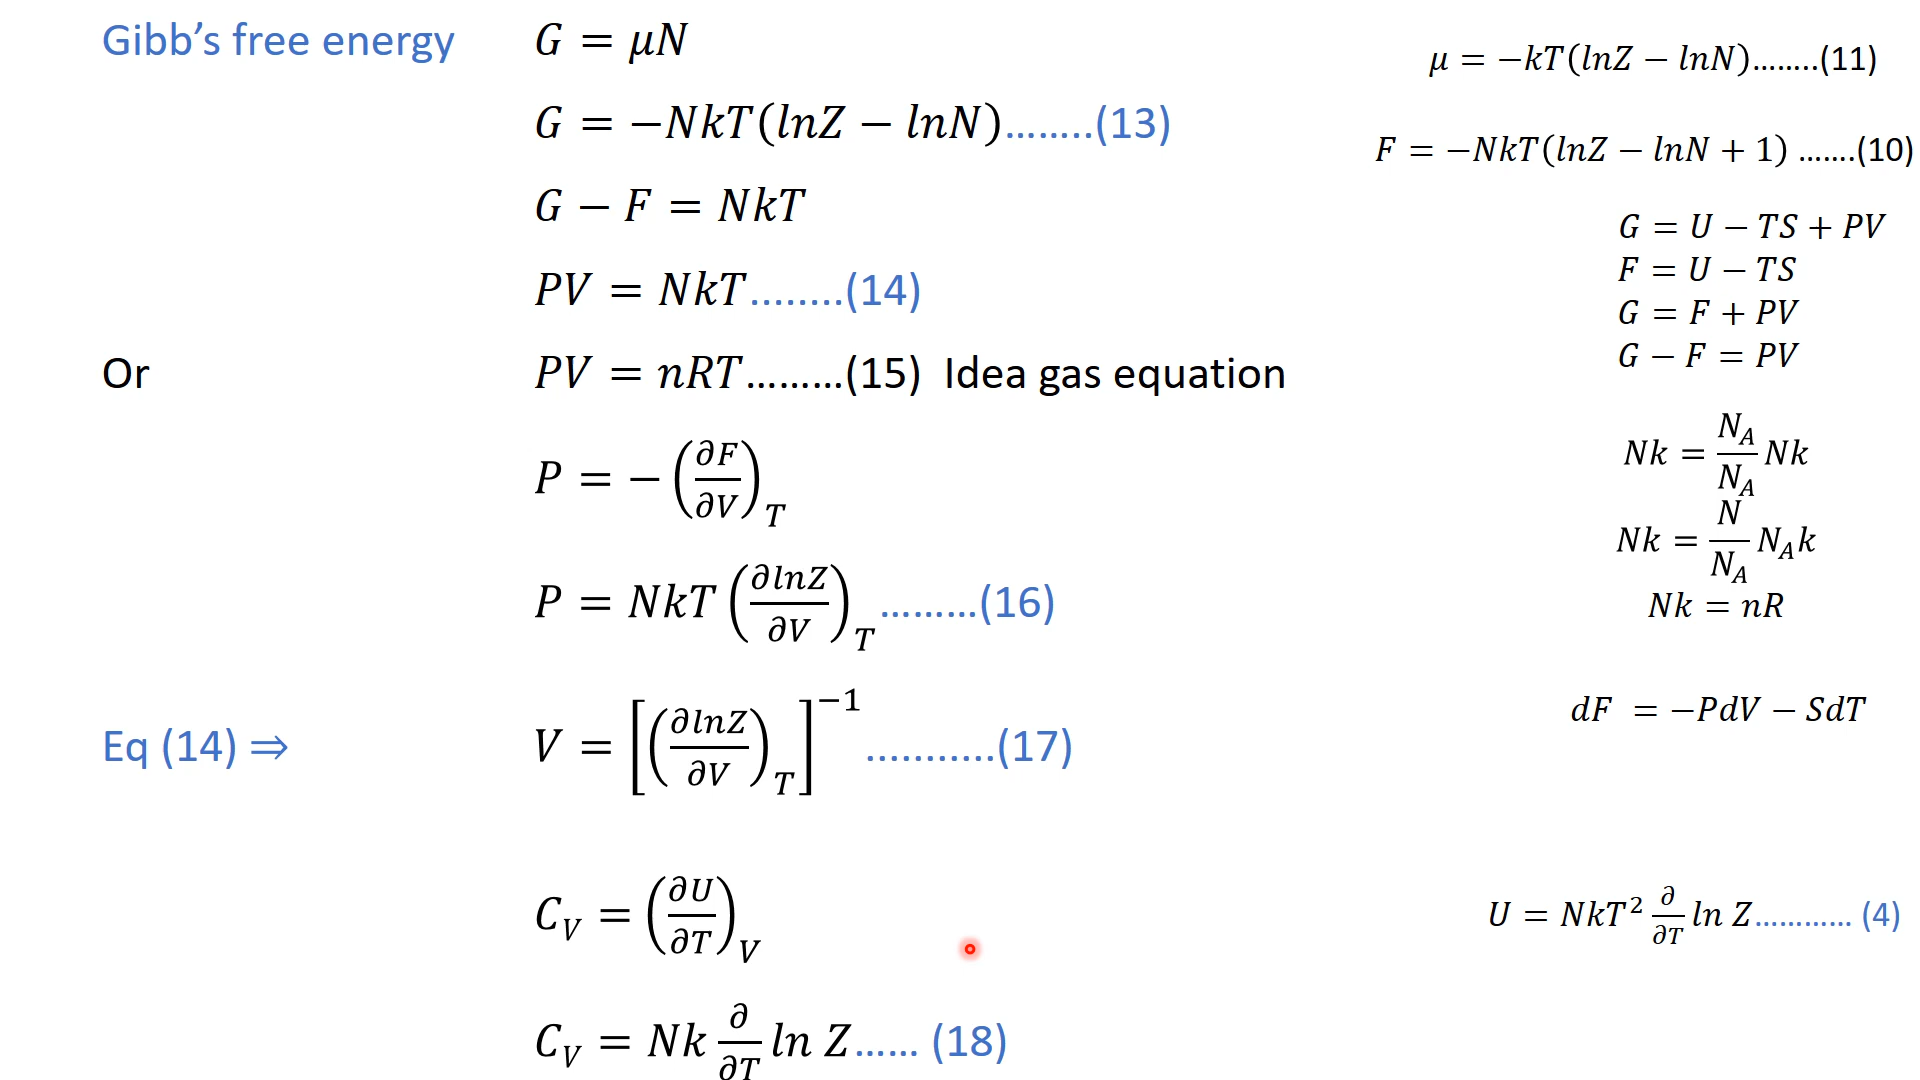 Gibb's free energy G = μN
G = −NkT(lnZ − lnN)........(13)
G − F = NkT
PV = NkT........(14)
Or PV = nRT.........(15) Idea gas equation
P = −(∂F/∂V)_T
P = NkT(∂lnZ/∂V)_T.........(16)
Eq (14) ⇒ V = [(∂lnZ/∂V)_T]^−1 ...........(17)
C_V = (∂U/∂T)_V
C_V = Nk ∂/∂T ln Z...... (18)
μ = −kT(lnZ − lnN)........(11)
F = −NkT(lnZ − lnN + 1) .......(10)
G = U − TS + PV
F = U − TS
G = F + PV
G − F = PV
Nk = N_A/N_A Nk
Nk = N/N_A N_A k
Nk = nR
dF = −PdV − SdT
U = NkT² ∂/∂T ln Z............ (4)